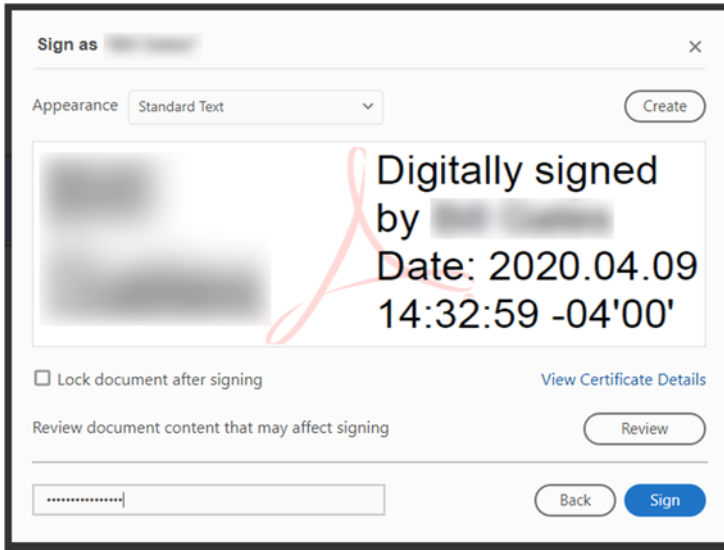 Sign as
Appearance Standard Text Create
Digitally signed
by
Date: 2020.04.09
14:32:59 -04'00'
Lock document after signing View Certificate Details
Review document content that may affect signing Review
Back Sign